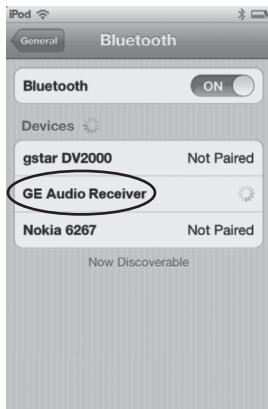 iPod
General Bluetooth
Bluetooth ON
Devices
gstar DV2000 Not Paired
GE Audio Receiver
Nokia 6267 Not Paired
Now Discoverable